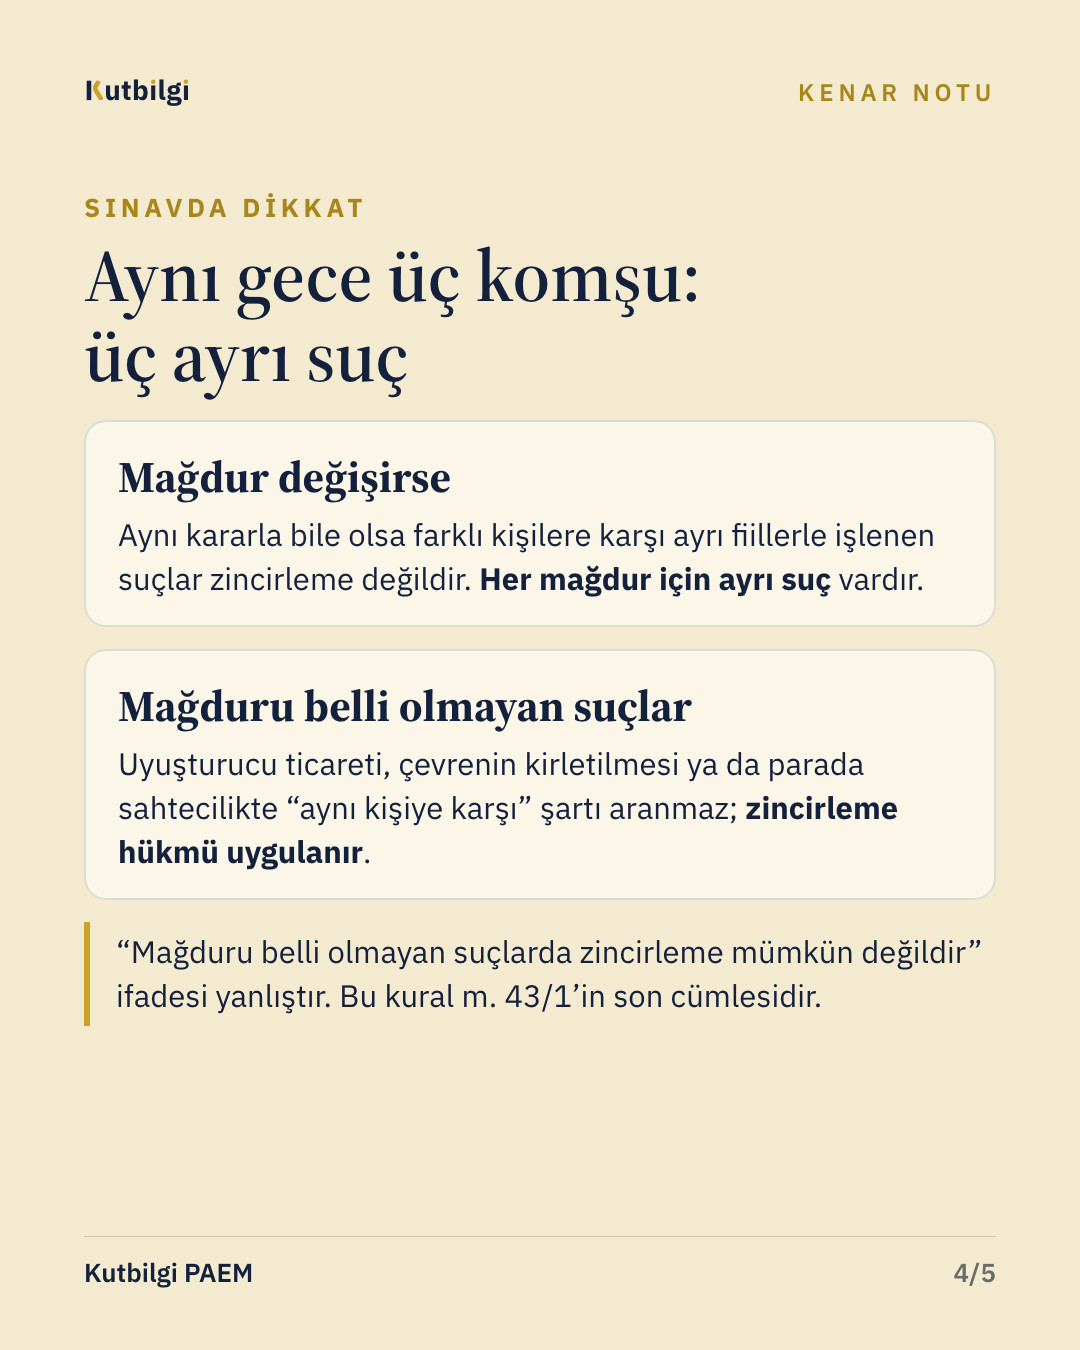 Kutbilgi
KENAR NOTU
SINAVDA DİKKAT
Aynı gece üç komşu:
üç ayrı suç
Mağdur değişirse
Aynı kararla bile olsa farklı kişilere karşı ayrı fiillerle işlenen
suçlar zincirleme değildir. Her mağdur için ayrı suç vardır.
Mağduru belli olmayan suçlar
Uyuşturucu ticareti, çevrenin kirletilmesi ya da parada
sahtecilikte “aynı kişiye karşı” şartı aranmaz; zincirleme
hükmü uygulanır.
“Mağduru belli olmayan suçlarda zincirleme mümkün değildir”
ifadesi yanlıştır. Bu kural m. 43/1’in son cümlesidir.
Kutbilgi PAEM
4/5